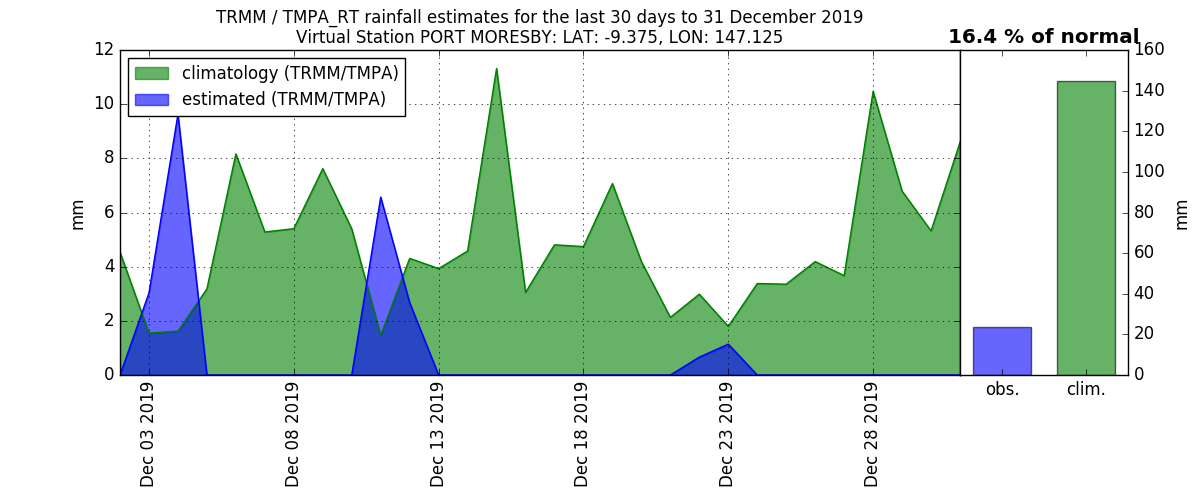 TRMM / TMPA_RT rainfall estimates for the last 30 days to 31 December 2019
Virtual Station PORT MORESBY: LAT: -9.375, LON: 147.125
16.4 % of normal
climatology (TRMM/TMPA)
estimated (TRMM/TMPA)
12
10
8
6
4
2
0
mm
Dec 03 2019
Dec 08 2019
Dec 13 2019
Dec 18 2019
Dec 23 2019
Dec 28 2019
obs.
clim.
160
140
120
100
80
60
40
20
0
mm